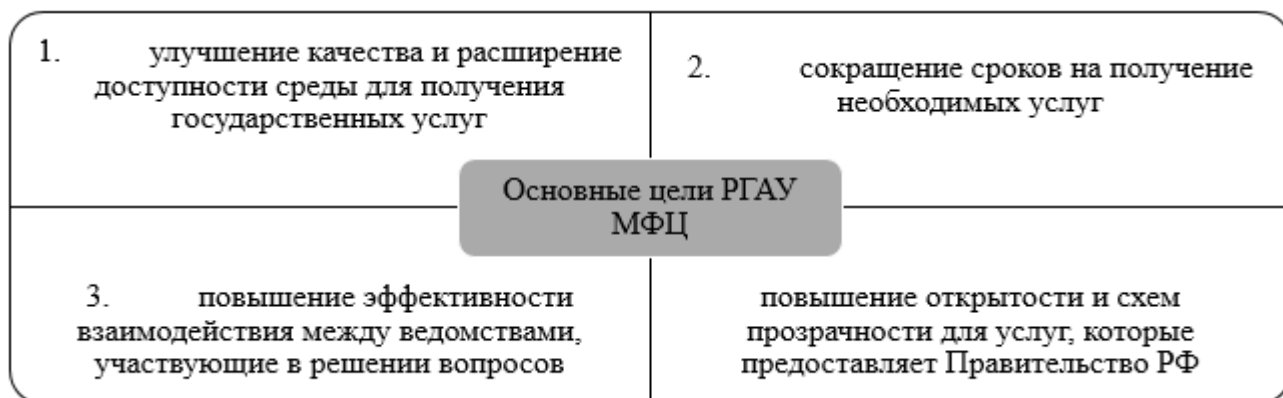 1. улучшение качества и расширение
доступности среды для получения
государственных услуг
2. сокращение сроков на получение
необходимых услуг
Основные цели РГАУ
МФЦ
3. повышение эффективности
взаимодействия между ведомствами,
участвующие в решении вопросов
повышение открытости и схем
прозрачности для услуг, которые
предоставляет Правительство РФ